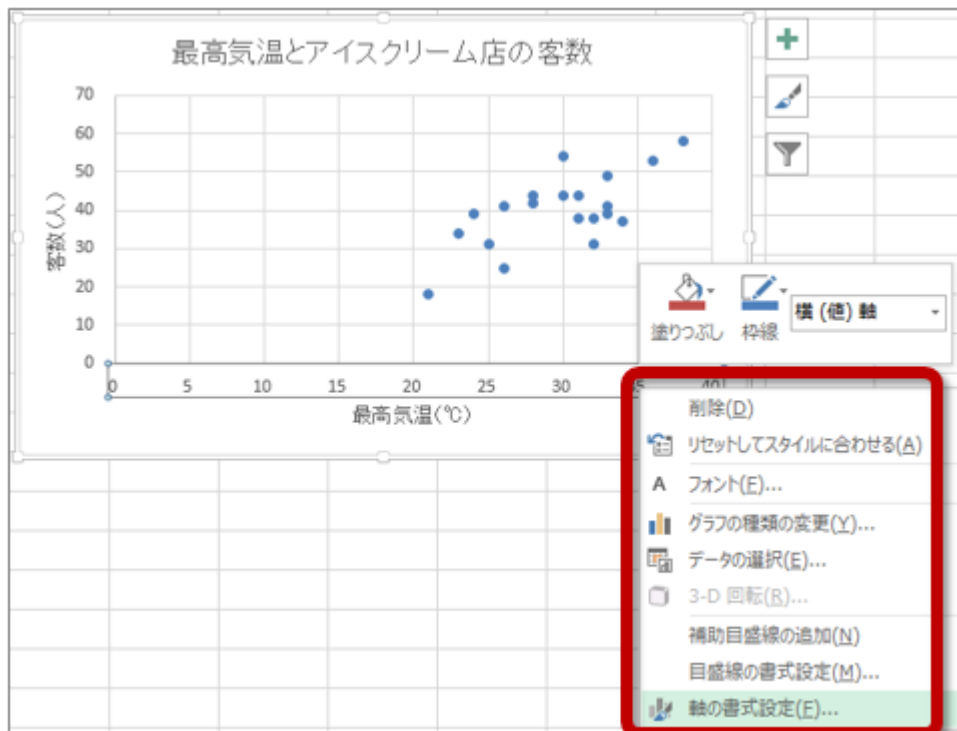 最高気温とアイスクリーム店の客数
70
60
50
40
30
20
10
0
客数(人)
0 5 10 15 20 25 30 35 40
最高気温(℃)
塗りつぶし 枠線 横 (値) 軸
削除(D)
リセットしてスタイルに合わせる(A)
A フォント(F)...
グラフの種類の変更(Y)...
データの選択(E)...
3-D 回転(R)...
補助目盛線の追加(N)
目盛線の書式設定(M)...
軸の書式設定(F)...